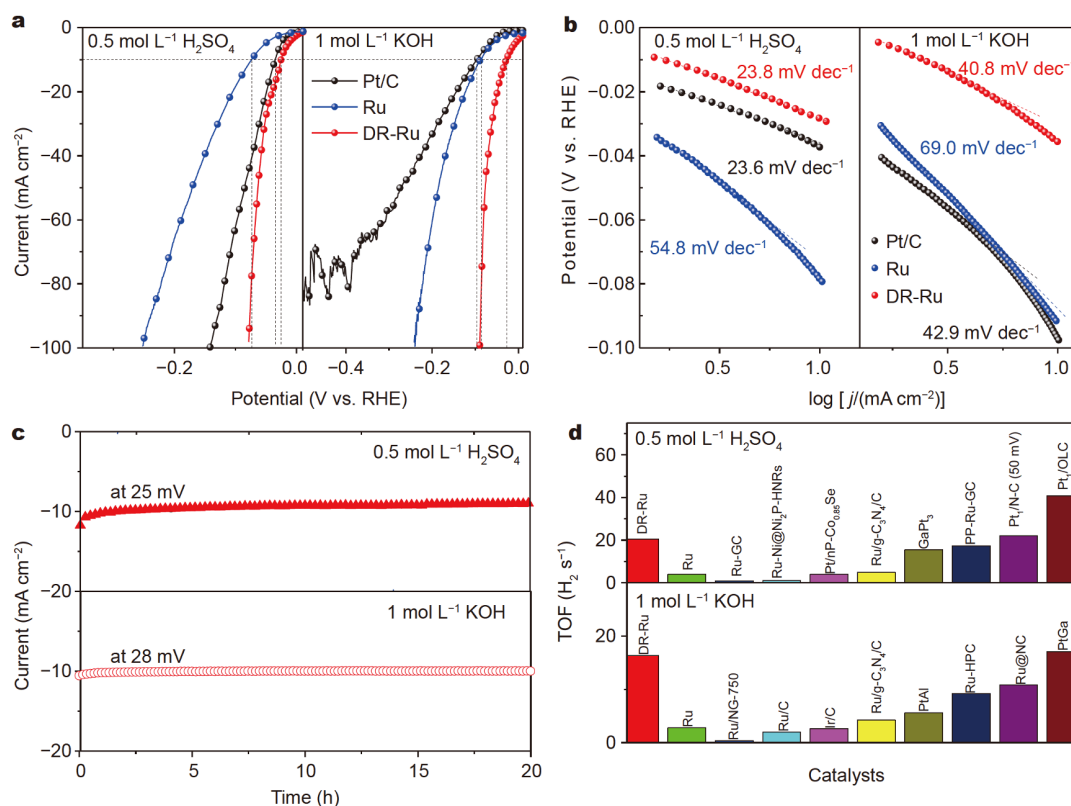 a
0.5 mol L⁻¹ H₂SO₄
1 mol L⁻¹ KOH
Pt/C
Ru
DR-Ru
0
−20
−40
−60
−80
−100
Current (mA cm⁻²)
−0.2
0.0
−0.4
−0.2
0.0
Potential (V vs. RHE)
b
0.5 mol L⁻¹ H₂SO₄
1 mol L⁻¹ KOH
23.8 mV dec⁻¹
40.8 mV dec⁻
23.6 mV dec⁻¹
69.0 mV dec⁻¹
54.8 mV dec⁻¹
42.9 mV dec⁻¹
Pt/C
Ru
DR-Ru
0.00
−0.02
−0.04
−0.06
−0.08
−0.10
Potential (V vs. RHE)
0.5
1.0
0.5
1.0
log [ j/(mA cm⁻²)]
c
0.5 mol L⁻¹ H₂SO₄
at 25 mV
1 mol L⁻¹ KOH
at 28 mV
0
−10
−20
−10
−20
Current (mA cm⁻²)
0
5
10
15
20
Time (h)
d
0.5 mol L⁻¹ H₂SO₄
DR-Ru
Ru
Ru-GC
Ru-Ni@Ni₂P-HNRs
Pt/nP-Co₀.₈₅Se
Ru/g-C₃N₄/C
GaPt₃
PP-Ru-GC
Pt₁/N-C (50 mV)
Pt₁/OLC
60
40
20
0
1 mol L⁻¹ KOH
DR-Ru
Ru
Ru/NG-750
Ru/C
Ir/C
Ru/g-C₃N₄/C
PtAl
Ru-HPC
Ru@NC
PtGa
20
10
0
TOF (H₂ s⁻¹)
Catalysts